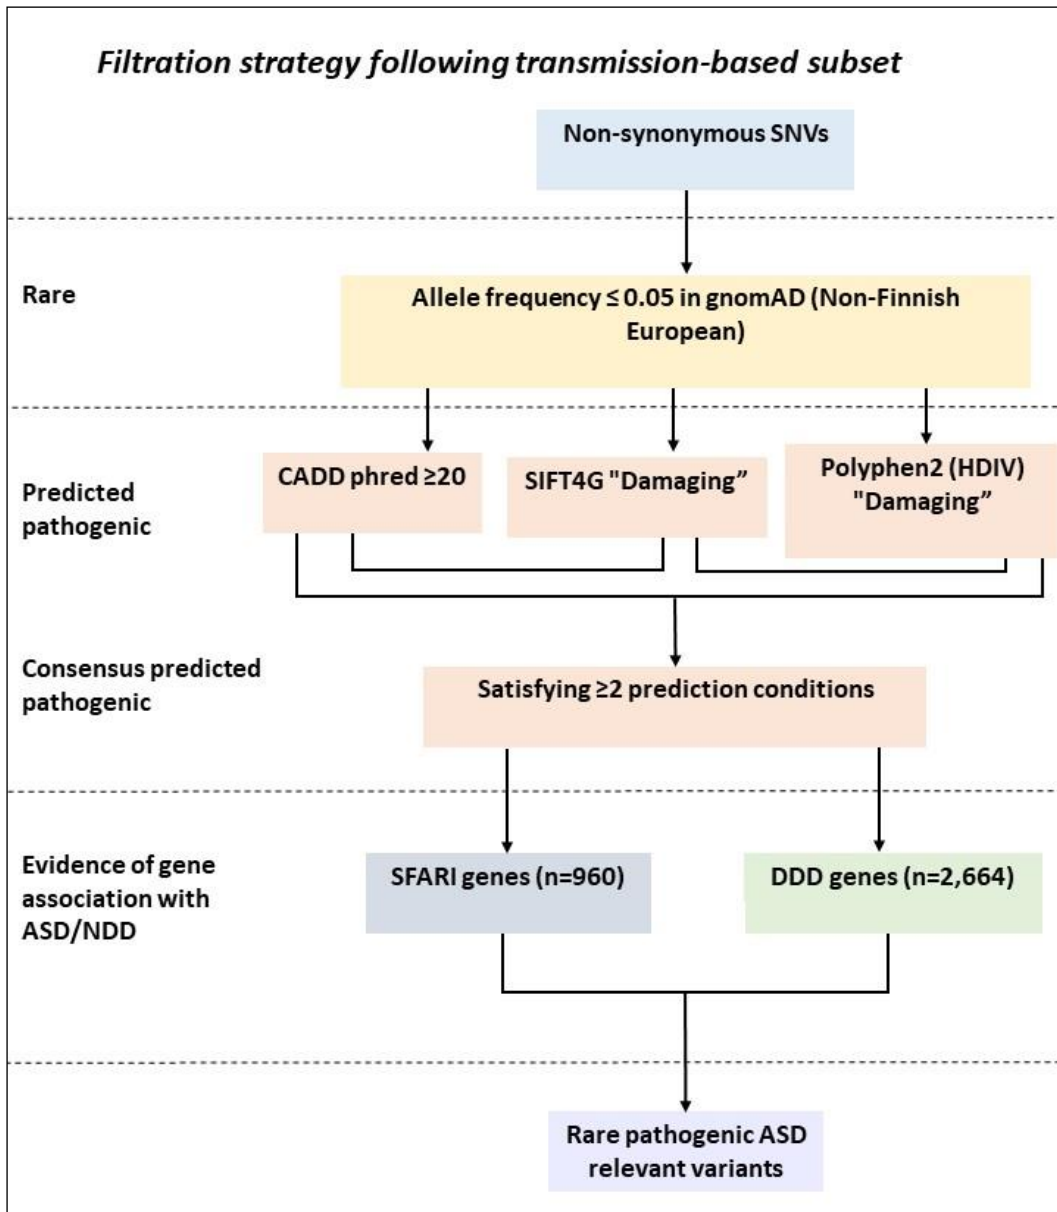 Filtration strategy following transmission-based subset
Non-synonymous SNVs
Rare
Allele frequency ≤ 0.05 in gnomAD (Non-Finnish
European)
Predicted
pathogenic
CADD phred ≥20
SIFT4G "Damaging”
Polyphen2 (HDIV)
"Damaging”
Consensus predicted
pathogenic
Satisfying ≥2 prediction conditions
Evidence of gene
association with
ASD/NDD
SFARI genes (n=960)
DDD genes (n=2,664)
Rare pathogenic ASD
relevant variants